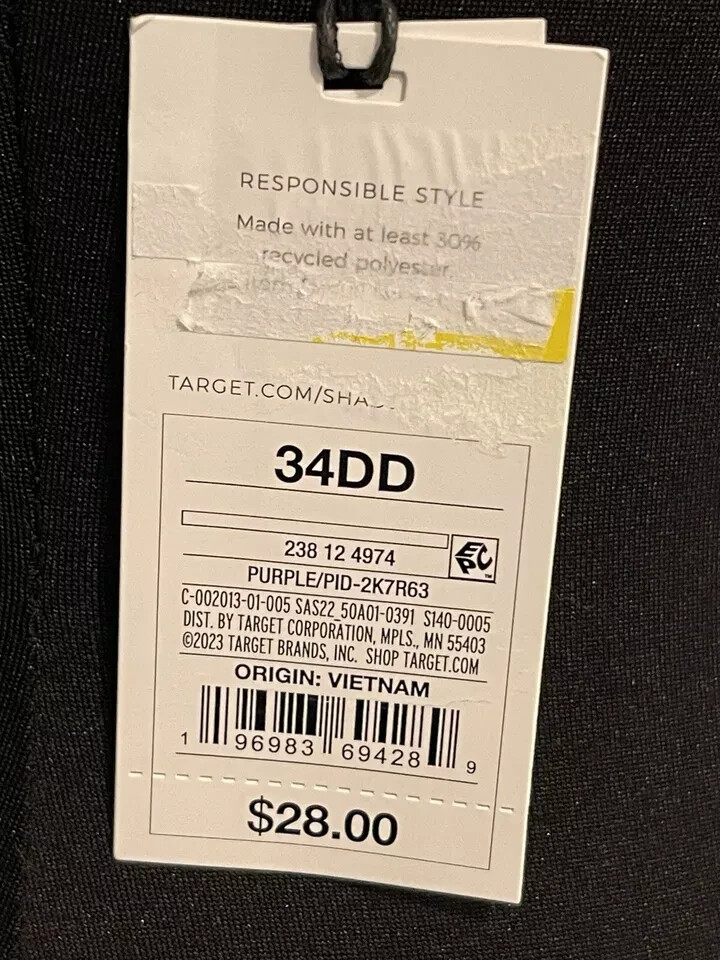 RESPONSIBLE STYLE
Made with at least 30%
recycled polyester.
TARGET.COM/SHA
34DD
238 12 4974
EPC
TM
PURPLE/PID-2K7R63
C-002013-01-005 SAS22 50A01-0391 S140-0005
DIST. BY TARGET CORPORATION, MPLS., MN 55403
©2023 TARGET BRANDS, INC. SHOP TARGET.COM
ORIGIN: VIETNAM
1 96983 69428 9
$28.00